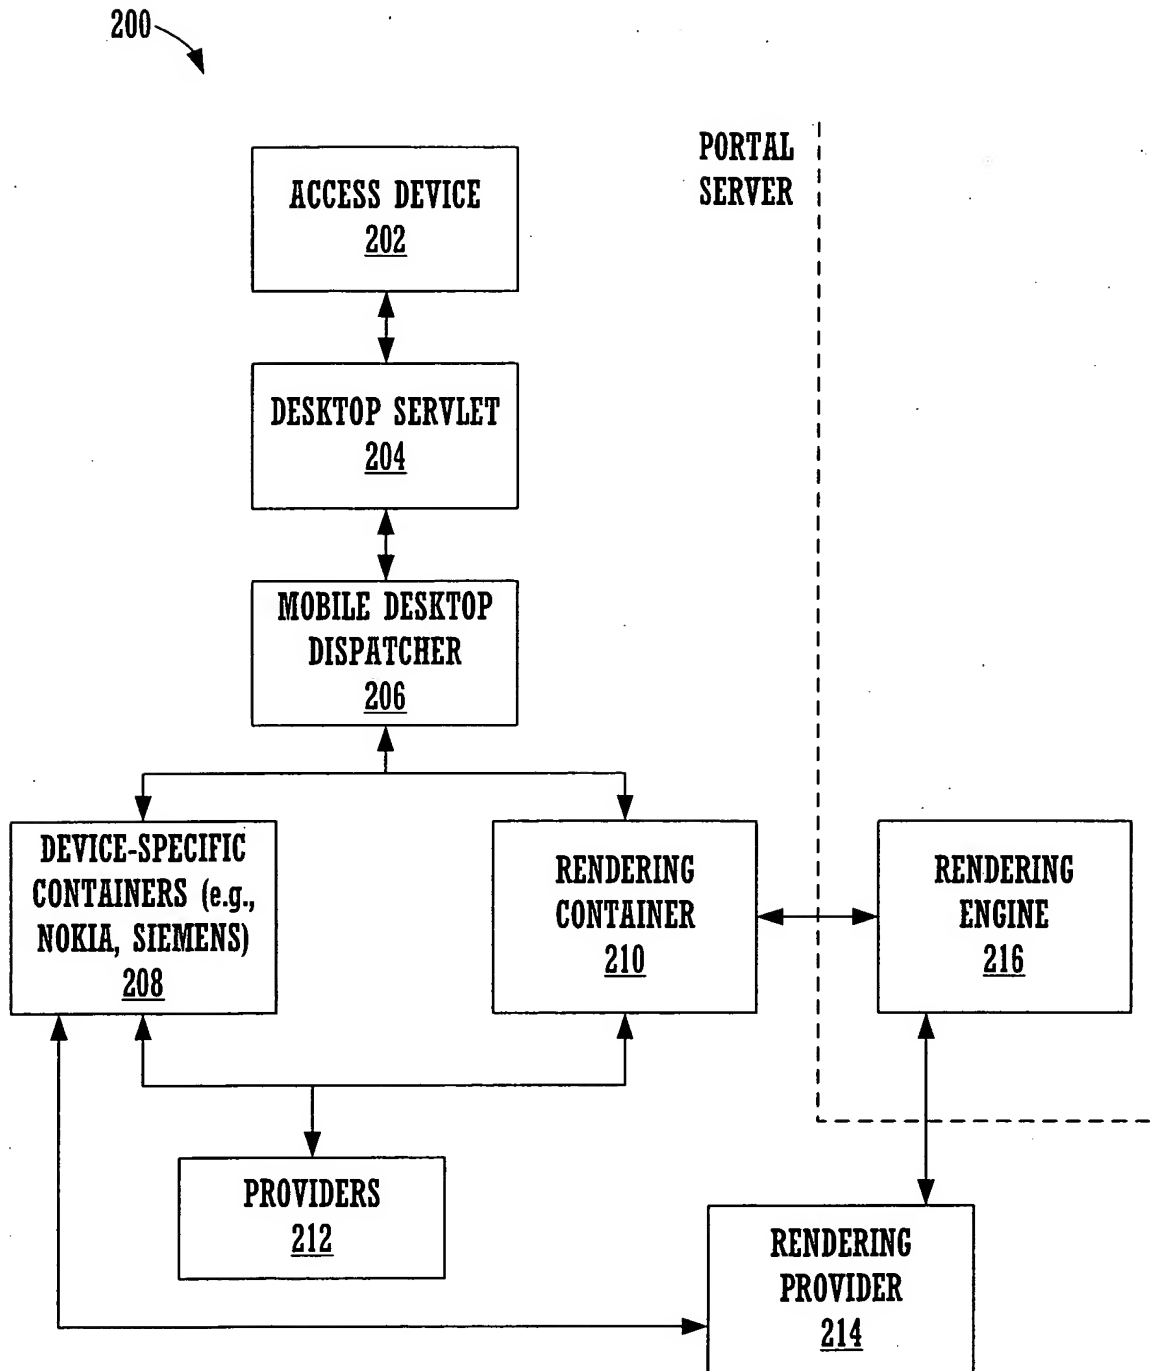 200
PORTAL
SERVER
ACCESS DEVICE
202
DESKTOP SERVLET
204
MOBILE DESKTOP
DISPATCHER
206
DEVICE-SPECIFIC
CONTAINERS (e.g.,
NOKIA, SIEMENS)
208
RENDERING
CONTAINER
210
RENDERING
ENGINE
216
PROVIDERS
212
RENDERING
PROVIDER
214